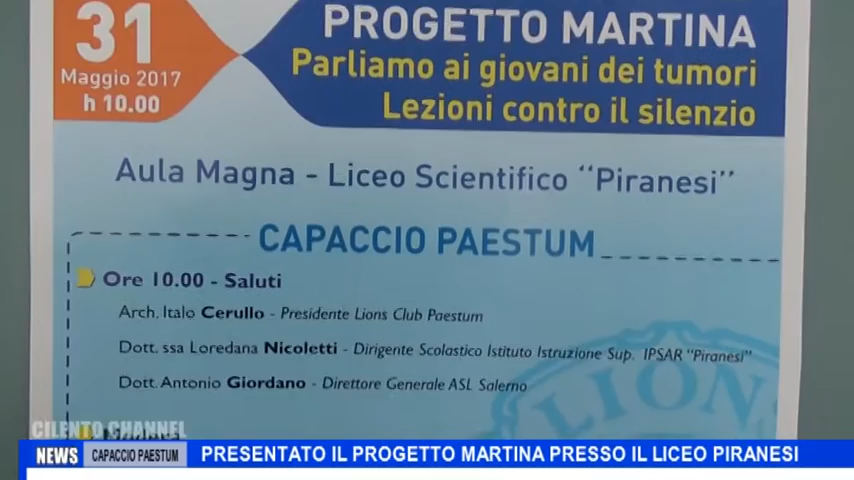 31
Maggio 2017
h 10.00
PROGETTO MARTINA
Parliamo ai giovani dei tumori
Lezioni contro il silenzio
Aula Magna - Liceo Scientifico “Piranesi”
CAPACCIO PAESTUM
Ore 10.00 - Saluti
Arch. Italo Cerullo - Presidente Lions Club Paestum
Dott. ssa Loredana Nicoletti - Dirigente Scolastico Istituto Istruzione Sup. IPSAR “Piranesi”
Dott. Antonio Giordano - Direttore Generale ASL Salerno
LIONS
CILENTO CHANNEL
NEWS CAPACCIO PAESTUM PRESENTATO IL PROGETTO MARTINA PRESSO IL LICEO PIRANESI